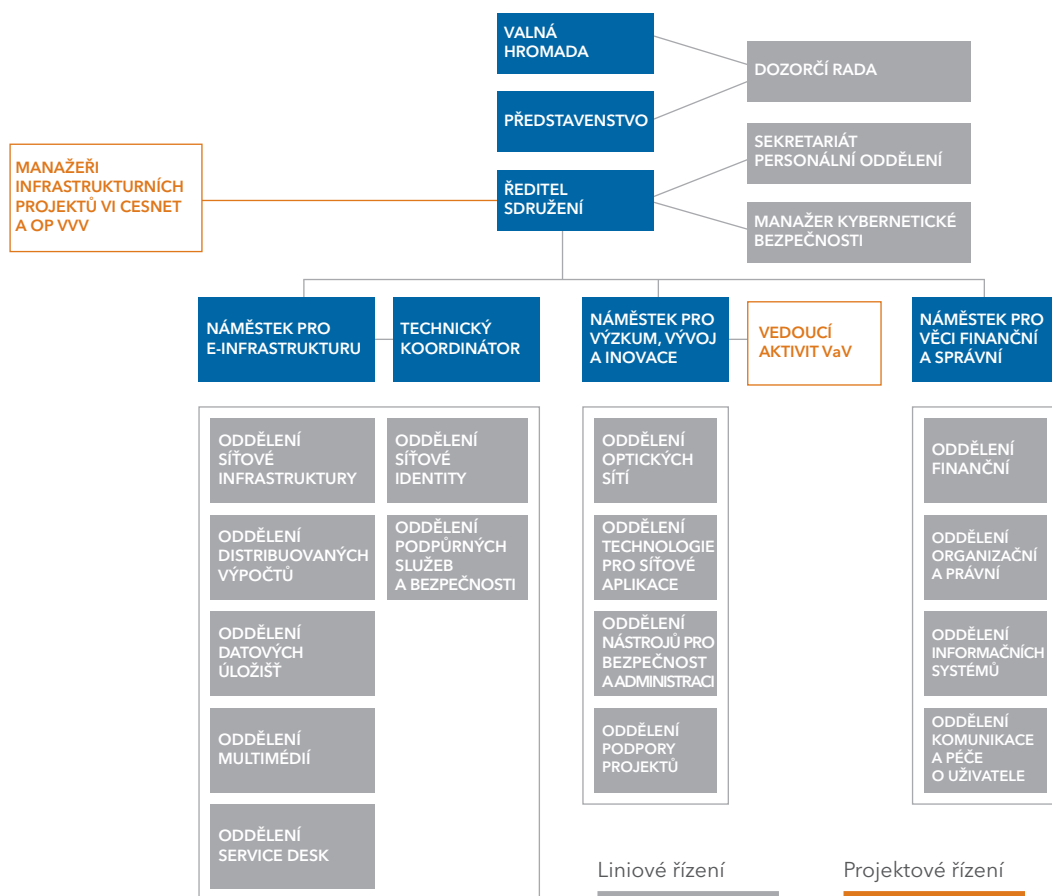 VALNÁ
HROMADA
DOZORČÍ RADA
PŘEDSTAVENSTVO
SEKRETARIÁT
PERSONÁLNÍ ODDĚLENÍ
MANAŽEŘI
INFRASTRUKTURNÍCH
PROJEKTŮ VI CESNET
A OP VVV
ŘEDITEL
SDRUŽENÍ
MANAŽER KYBERNETICKÉ
BEZPEČNOSTI
NÁMĚSTEK PRO
E-INFRASTRUKTURU
TECHNICKÝ
KOORDINÁTOR
NÁMĚSTEK PRO
VÝZKUM, VÝVOJ
A INOVACE
VEDOUCÍ
AKTIVIT VaV
NÁMĚSTEK PRO
VĚCI FINANČNÍ
A SPRÁVNÍ
ODDĚLENÍ
SÍŤOVÉ
INFRASTRUKTURY
ODDĚLENÍ
SÍŤOVÉ
IDENTITY
ODDĚLENÍ
OPTICKÝCH
SÍTÍ
ODDĚLENÍ
FINANČNÍ
ODDĚLENÍ
DISTRIBUOVANÝCH
VÝPOČTŮ
ODDĚLENÍ
PODPŮRNÝCH
SLUŽEB
A BEZPEČNOSTI
ODDĚLENÍ
TECHNOLOGIE
PRO SÍŤOVÉ
APLIKACE
ODDĚLENÍ
ORGANIZAČNÍ
A PRÁVNÍ
ODDĚLENÍ
DATOVÝCH
ÚLOŽIŠŤ
ODDĚLENÍ
NÁSTROJŮ PRO
BEZPEČNOST
A ADMINISTRACI
ODDĚLENÍ
INFORMAČNÍCH
SYSTÉMŮ
ODDĚLENÍ
MULTIMÉDIÍ
ODDĚLENÍ
PODPORY
PROJEKTŮ
ODDĚLENÍ
KOMUNIKACE
A PÉČE
O UŽIVATELE
ODDĚLENÍ
SERVICE DESK
Liniové řízení
Projektové řízení